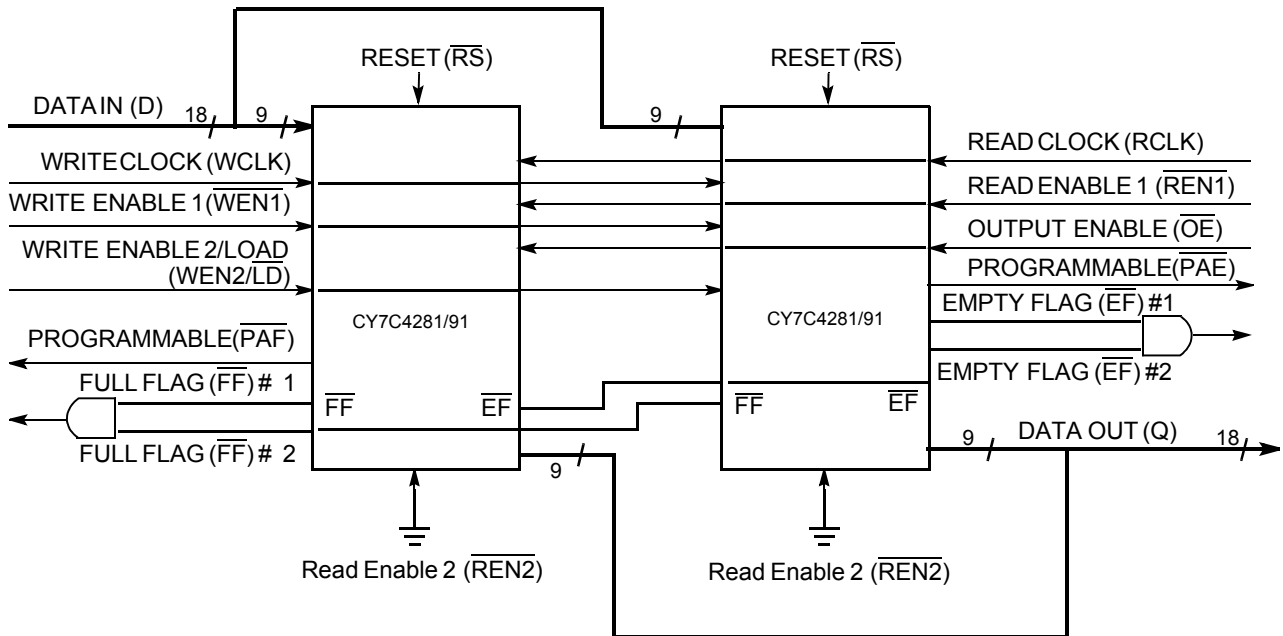 RESET (RS)
RESET (RS)
DATA IN (D)
18
9
9
WRITE CLOCK (WCLK)
WRITE ENABLE 1 (WEN1)
WRITE ENABLE 2/LOAD
(WEN2/LD)
PROGRAMMABLE (PAF)
FULL FLAG (FF) # 1
FULL FLAG (FF) # 2
CY7C4281/91
FF
EF
9
Read Enable 2 (REN2)
CY7C4281/91
FF
EF
Read Enable 2 (REN2)
READ CLOCK (RCLK)
READ ENABLE 1 (REN1)
OUTPUT ENABLE (OE)
PROGRAMMABLE (PAE)
EMPTY FLAG (EF) #1
EMPTY FLAG (EF) #2
9
DATA OUT (Q)
18